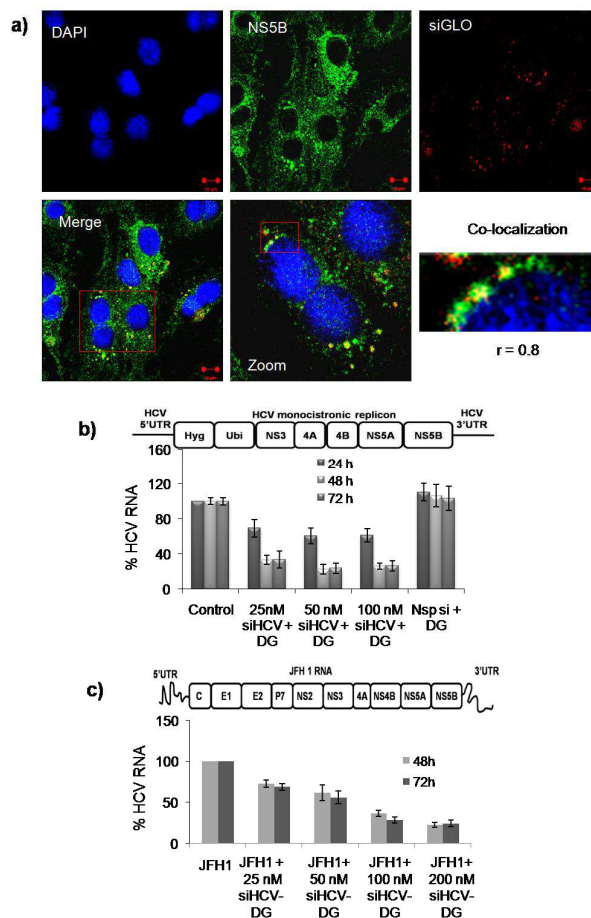 a)
DAPI
NS5B
siGLO
Merge
Zoom
Co-localization
r = 0.8
b)
HCV 5'UTR
HCV monocistronic replicon
HCV 3'UTR
Hyg Ubi NS3 4A 4B NS5A NS5B
% HCV RNA
160
120
80
40
0
24 h
48 h
72 h
Control
25nM siHCV+ DG
50 nM siHCV+ DG
100 nM siHCV+ DG
Nsp si + DG
c)
5'UTR
JFH 1 RNA
3'UTR
C E1 E2 P7 NS2 NS3 4A NS4B NS5A NS5B
% HCV RNA
150
100
50
0
48h
72h
JFH1
JFH1 + 25 nM siHCV- DG
JFH1+ 50 nM siHCV- DG
JFH1+ 100 nM siHCV- DG
JFH1+ 200 nM siHCV- DG